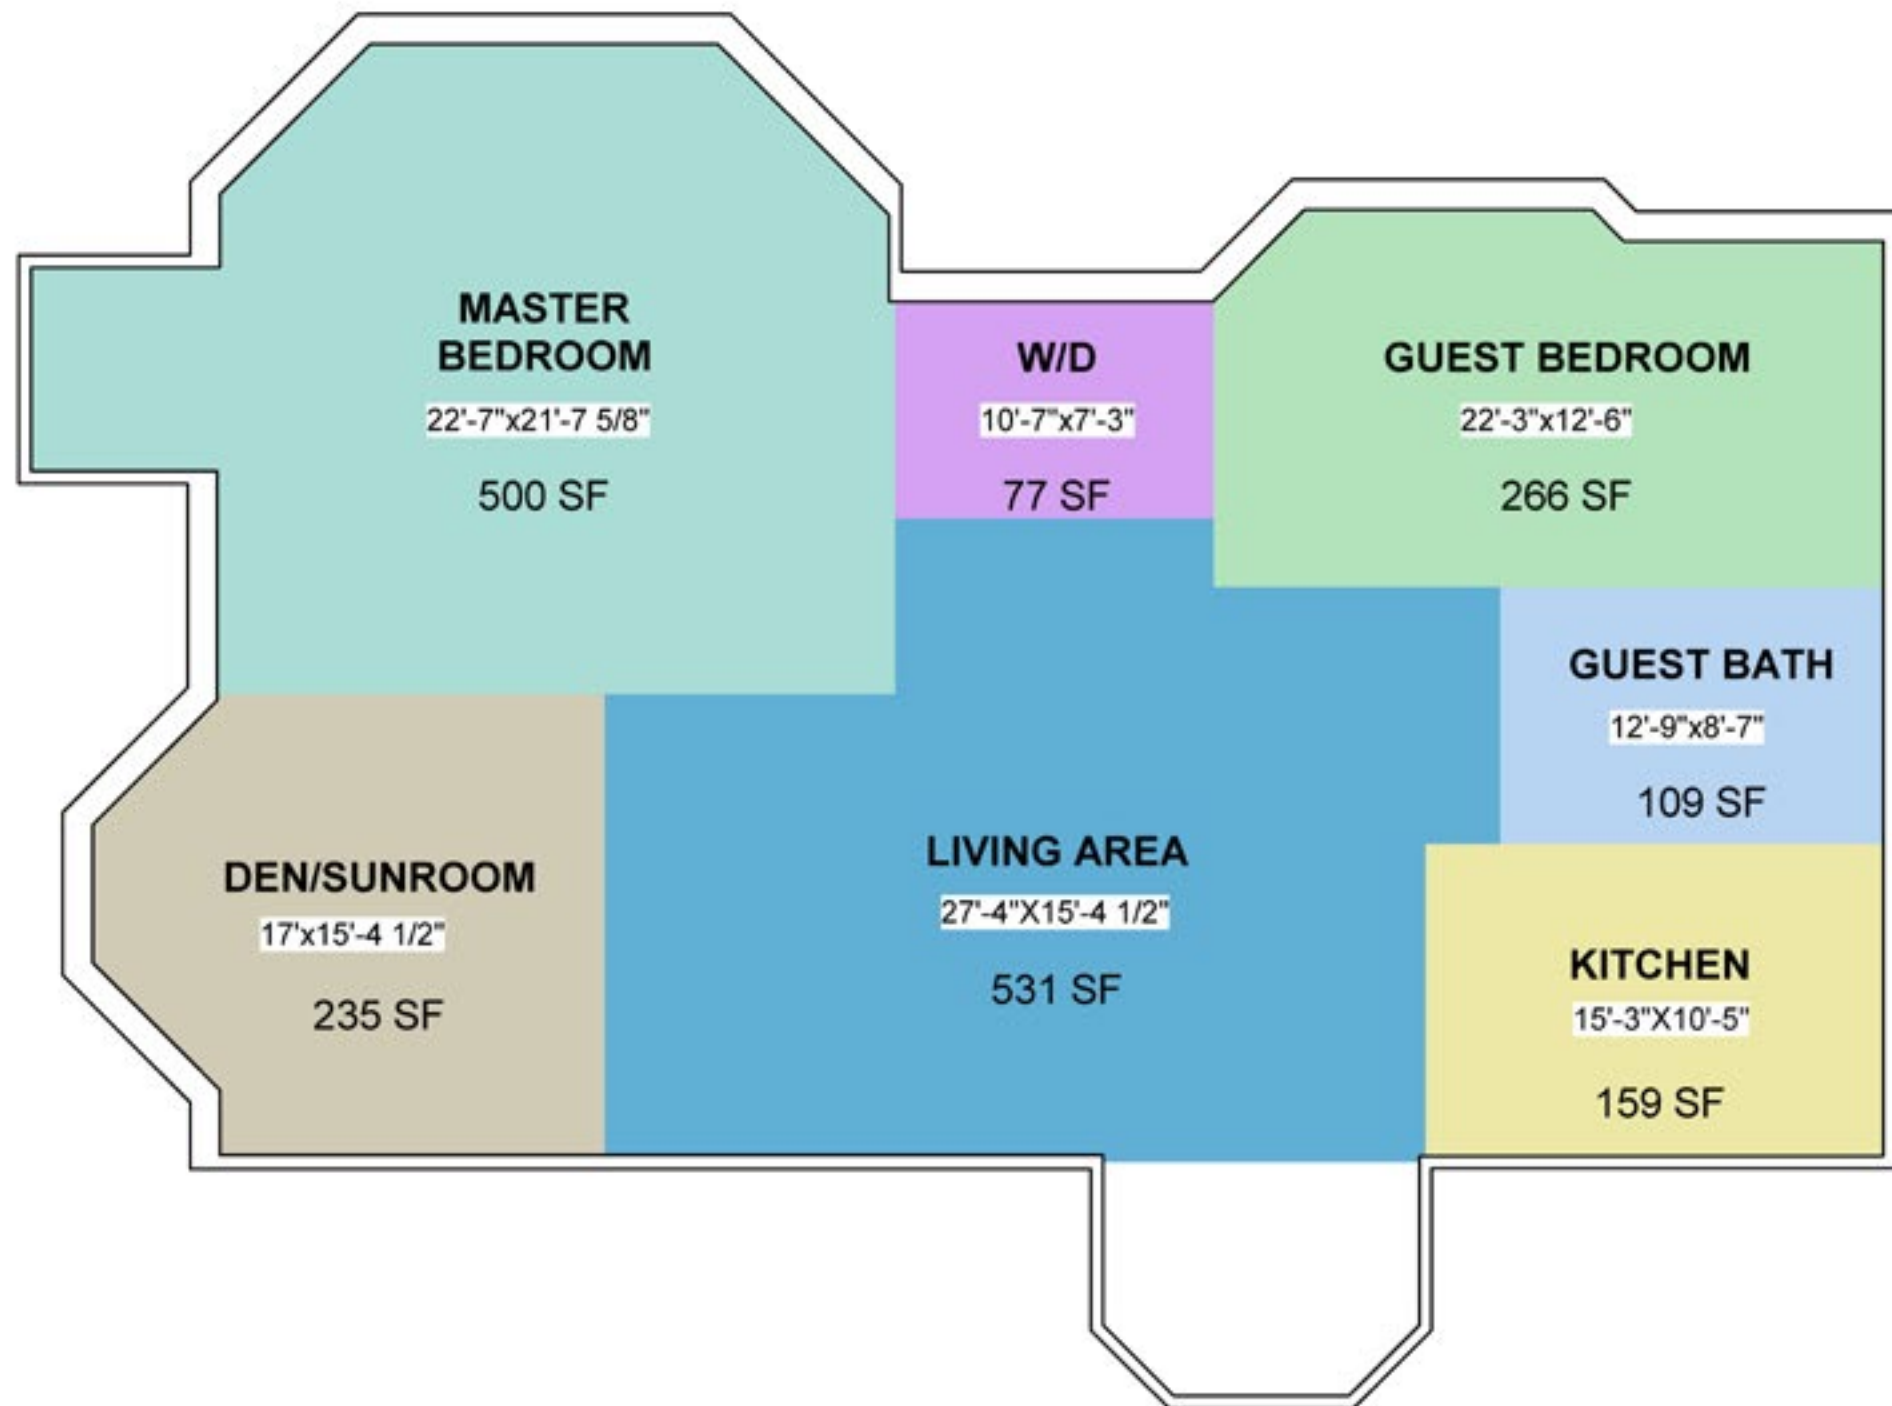 MASTER
BEDROOM
22'-7"x21'-7 5/8"
500 SF
W/D
10'-7"x7'-3"
77 SF
GUEST BEDROOM
22'-3"x12'-6"
266 SF
GUEST BATH
12'-9"x8'-7"
109 SF
DEN/SUNROOM
17'x15'-4 1/2"
235 SF
LIVING AREA
27'-4"X15'-4 1/2"
531 SF
KITCHEN
15'-3"X10'-5"
159 SF